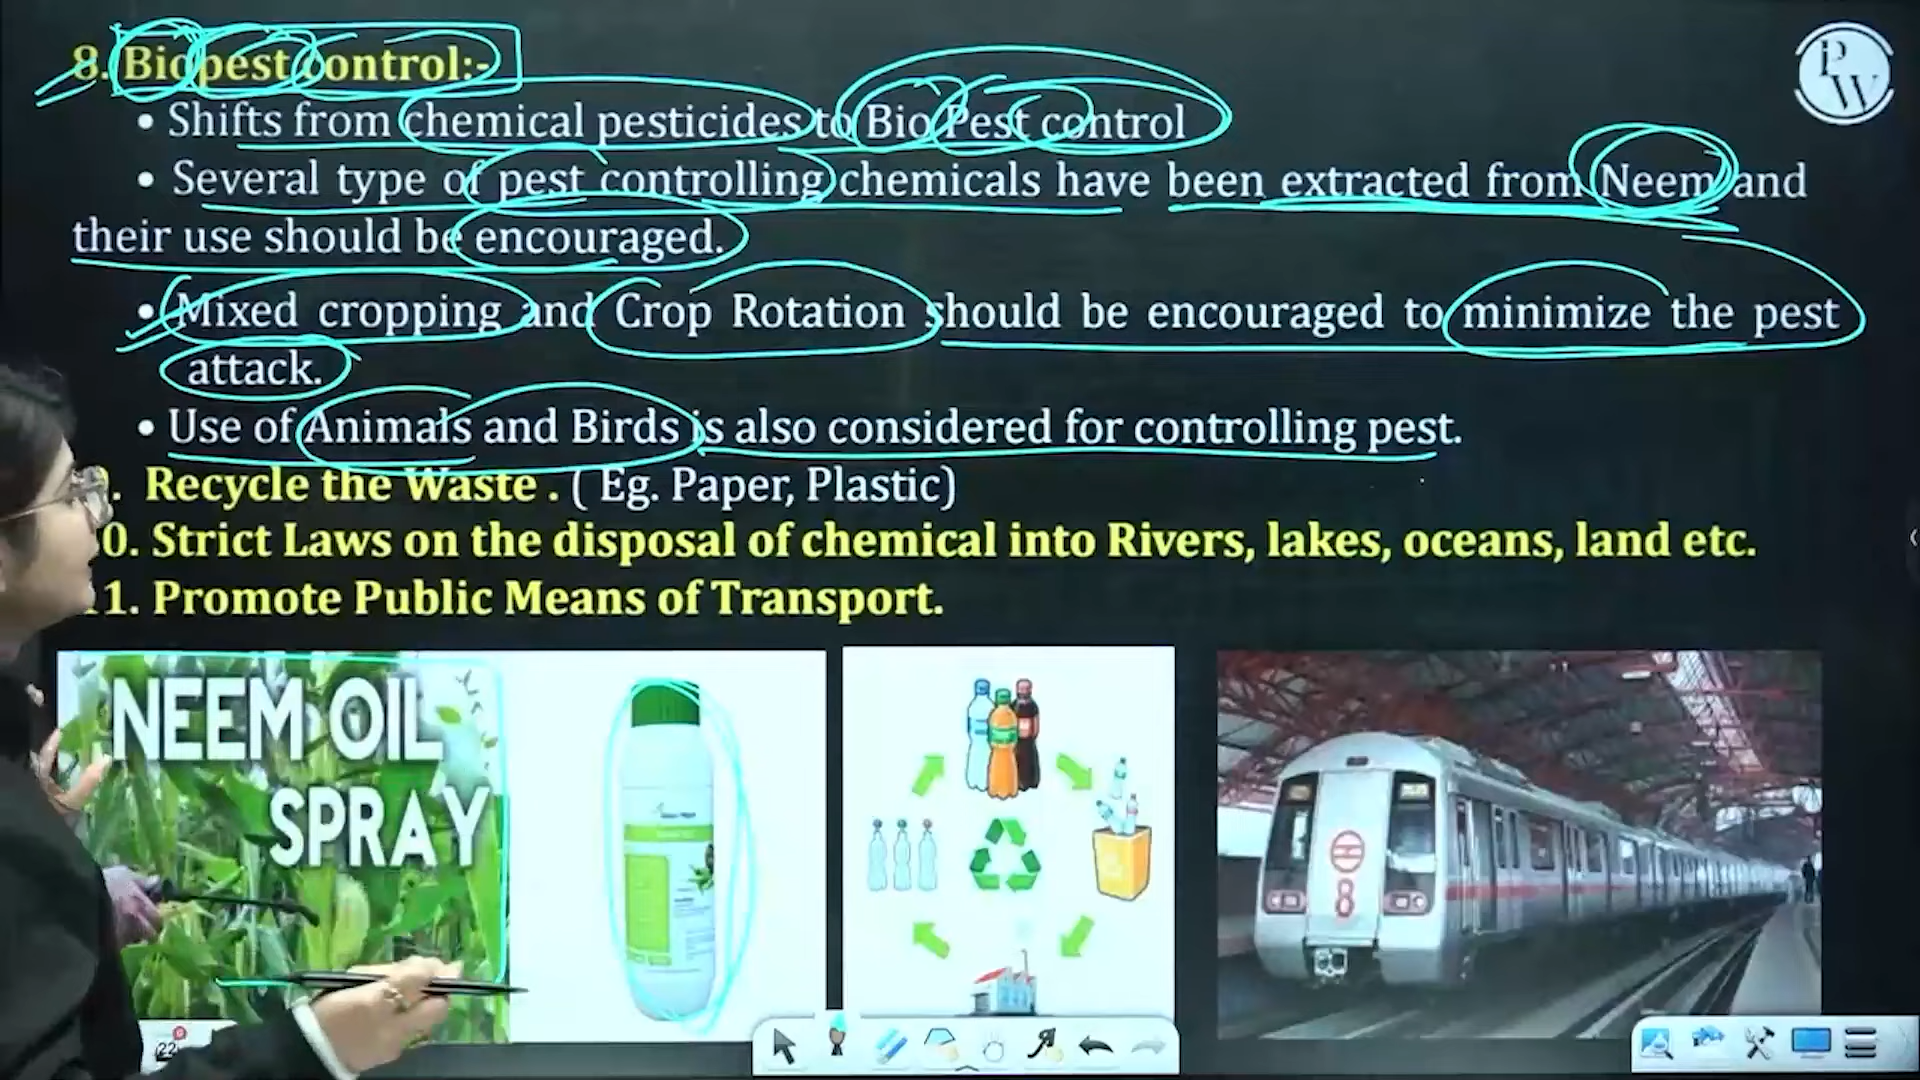 8. Biopest control:-
• Shifts from chemical pesticides to Bio Pest control
• Several type of pest controlling chemicals have been extracted from Neem and
their use should be encouraged.
• Mixed cropping and Crop Rotation should be encouraged to minimize the pest
attack.
• Use of Animals and Birds is also considered for controlling pest.
Recycle the Waste . ( Eg. Paper, Plastic)
0. Strict Laws on the disposal of chemical into Rivers, lakes, oceans, land etc.
11. Promote Public Means of Transport.
NEEM OIL
SPRAY
8
22
P
W